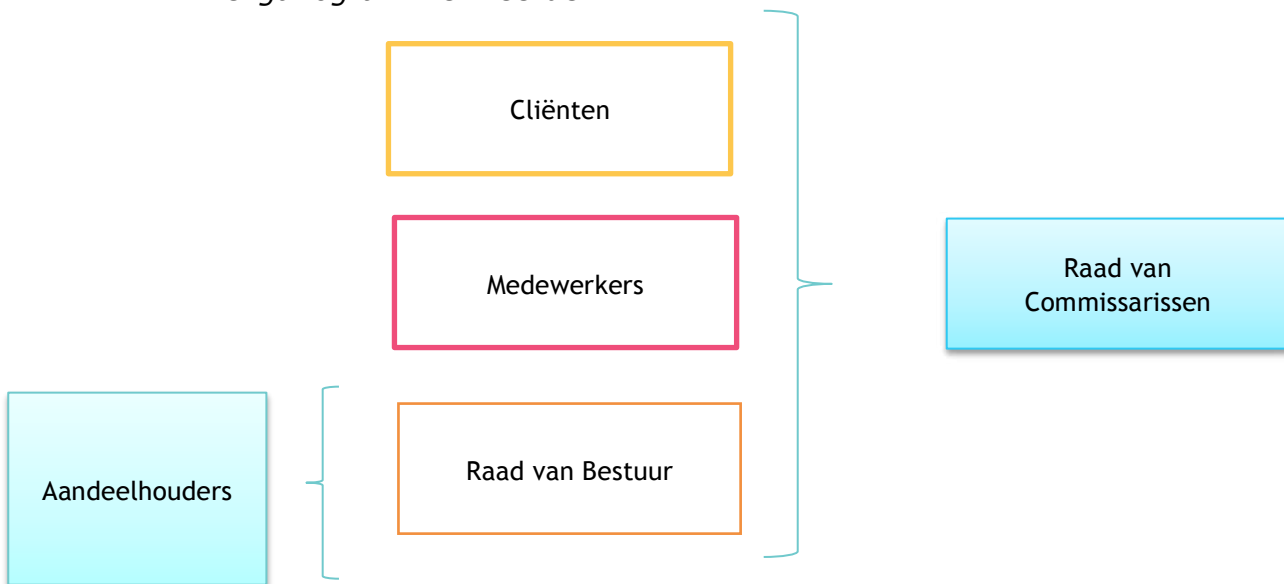 Cliënten
Medewerkers
Raad van
Commissarissen
Raad van Bestuur
Aandeelhouders